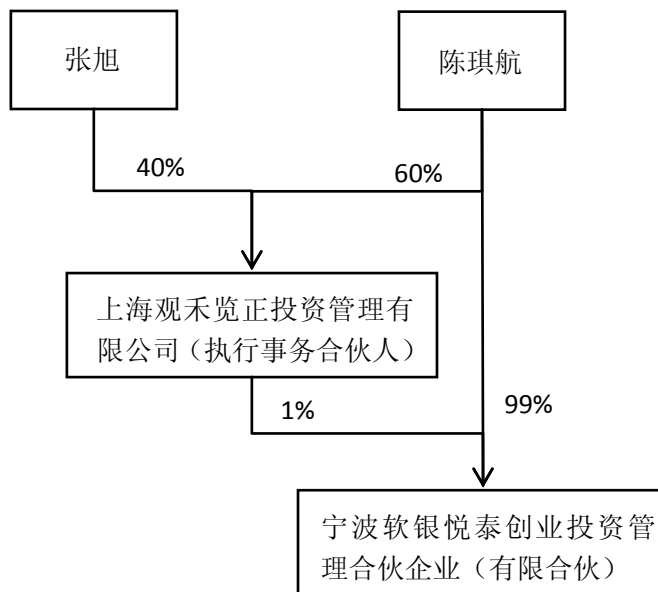 张旭
陈琪航
40%
60%
上海观禾览正投资管理有
限公司（执行事务合伙人）
1%
99%
宁波软银悦泰创业投资管
理合伙企业（有限合伙）